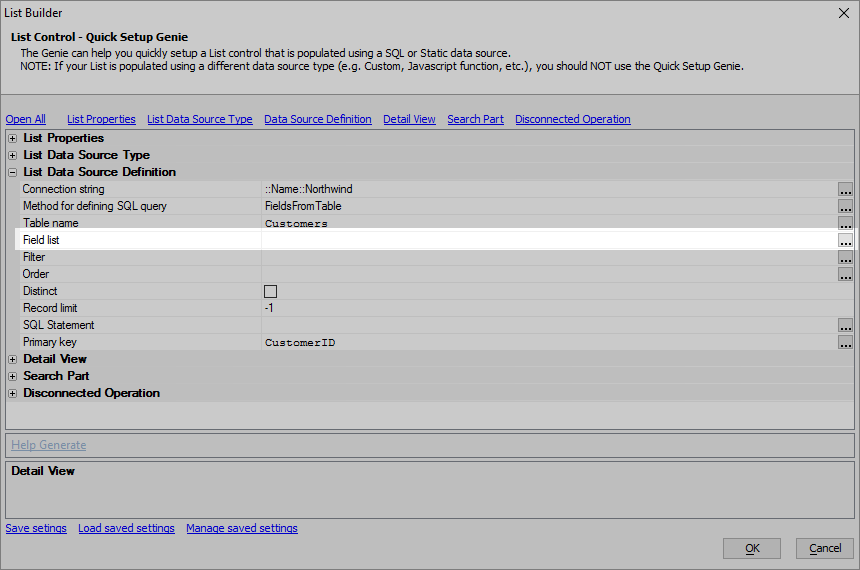 List Builder
List Control - Quick Setup Genie
The Genie can help you quickly setup a List control that is populated using a SQL or Static data source.
NOTE: If your List is populated using a different data source type (e.g. Custom, Javascript function, etc.), you should NOT use the Quick Setup Genie.
Open All List Properties List Data Source Type Data Source Definition Detail View Search Part Disconnected Operation
List Properties
List Data Source Type
List Data Source Definition
Connection string ::Name::Northwind ...
Method for defining SQL query FieldsFromTable ...
Table name Customers ...
Field list ...
Filter ...
Order ...
Distinct
Record limit -1
SQL Statement ...
Primary key CustomerID ...
Detail View
Search Part
Disconnected Operation
Help Generate
Detail View
Save setings Load saved settings Manage saved settings
OK Cancel